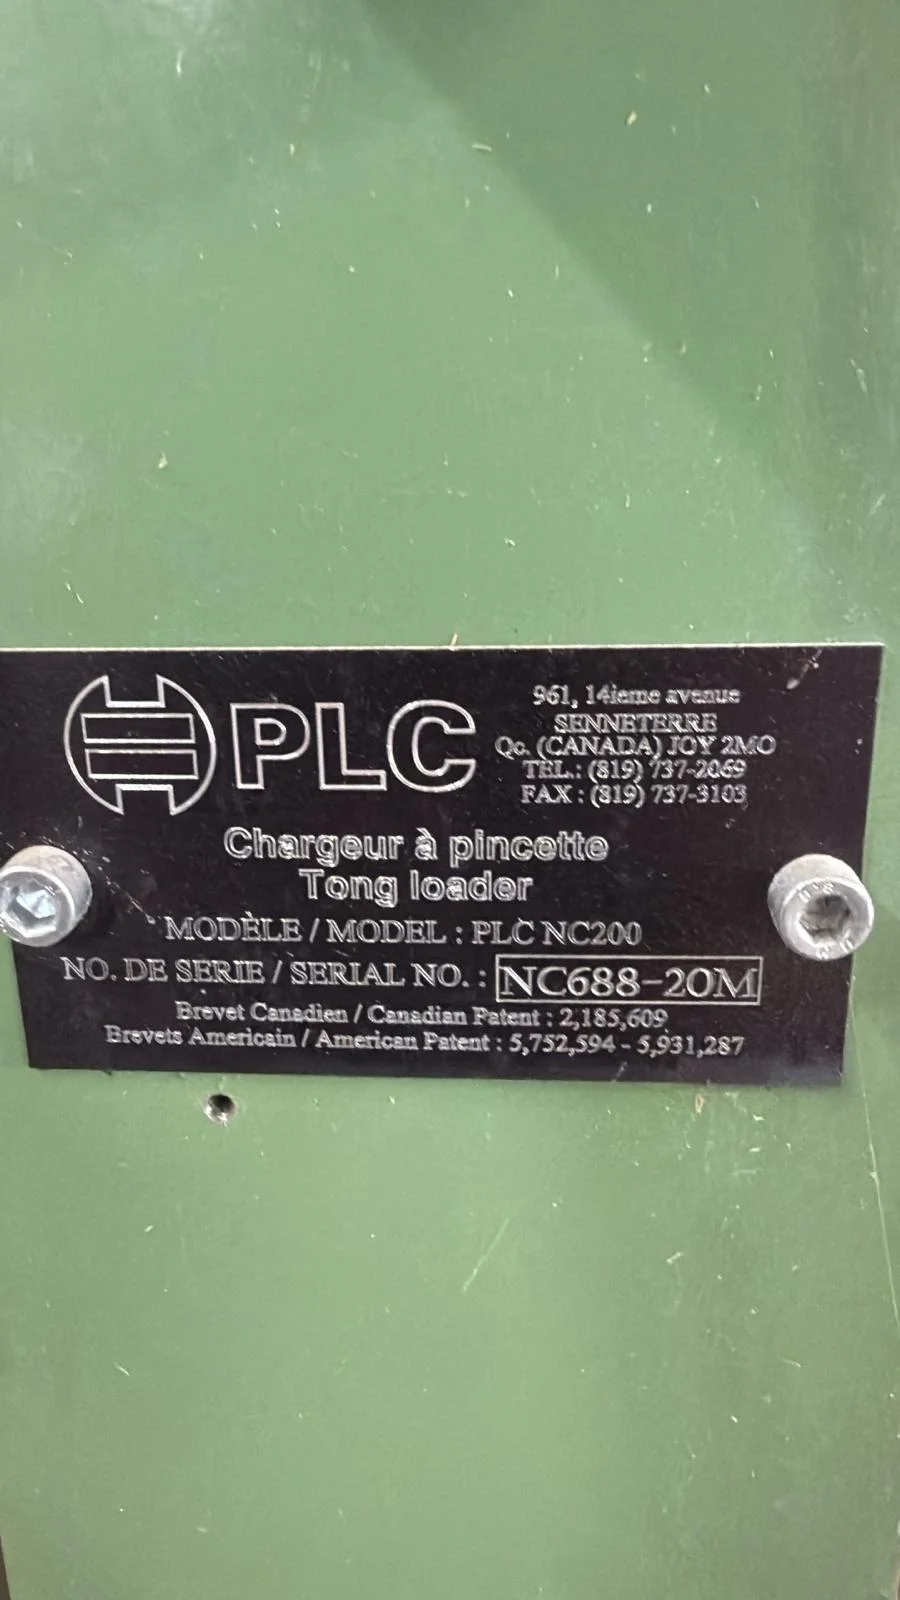 PLC
961, 14ieme avenue
SENNETERRE
Qc. (CANADA) JOY 2MO
TEL.: (819) 737-2069
FAX : (819) 737-3103
Chargeur à pincette
Tong loader
MODÈLE / MODEL : PLC NC200
NO. DE SERIE / SERIAL NO. : NC688-20M
Brevet Canadien / Canadian Patent : 2,185,609
Brevets Americain / American Patent : 5,752,594 - 5,931,287